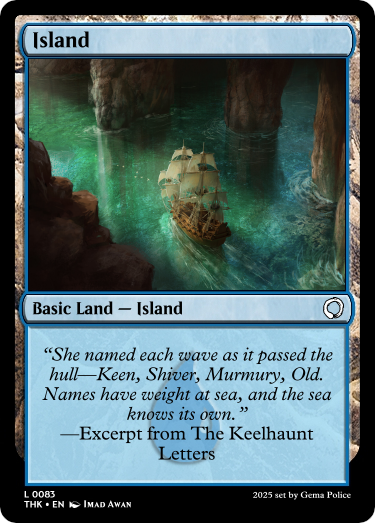 Island
Basic Land — Island
“She named each wave as it passed the
hull—Keen, Shiver, Murmury, Old.
Names have weight at sea, and the sea
knows its own.”
—Excerpt from The Keelhaunt
Letters
L 0083
THK • EN Imad Awan
2025 set by Gema Police